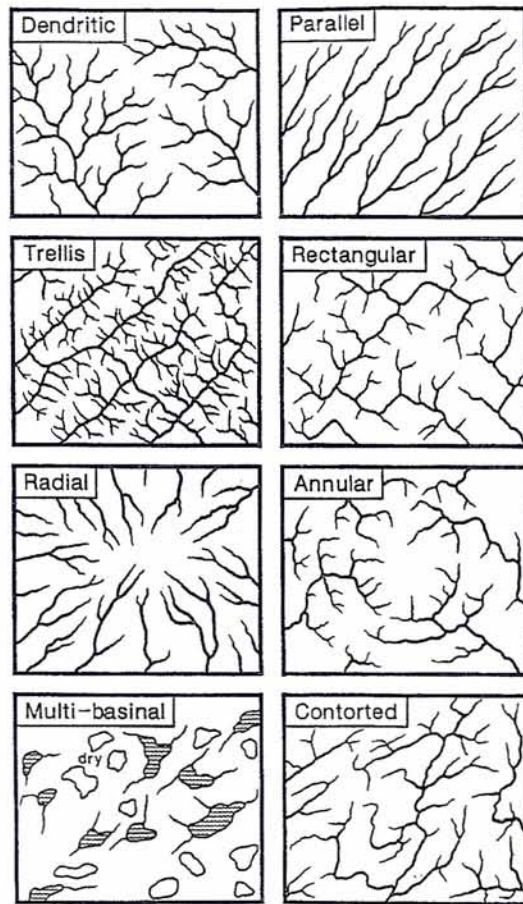 Dendritic
Parallel
Trellis
Rectangular
Radial
Annular
Multi-basinal
dry
Contorted